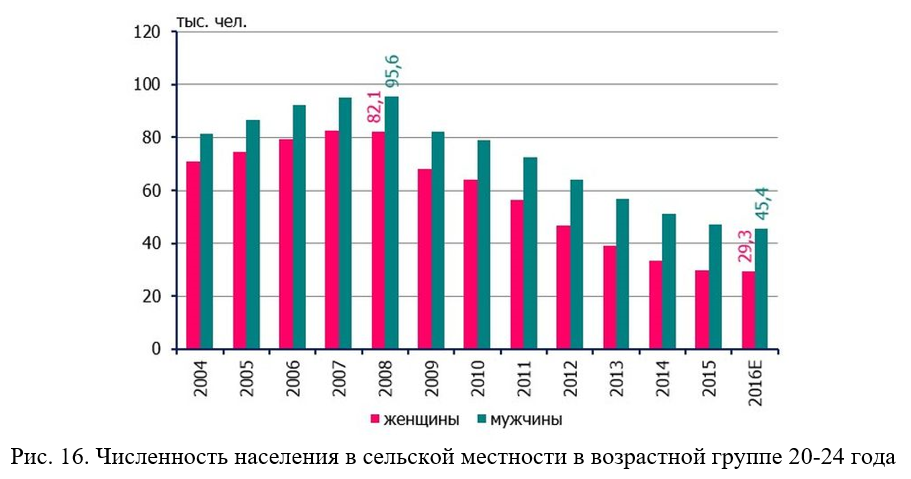 тыс. чел.
120
100
80
60
40
20
0
82,1
95,6
29,3
45,4
2004 2005 2006 2007 2008 2009 2010 2011 2012 2013 2014 2015 2016E
женщины мужчины
Рис. 16. Численность населения в сельской местности в возрастной группе 20-24 года